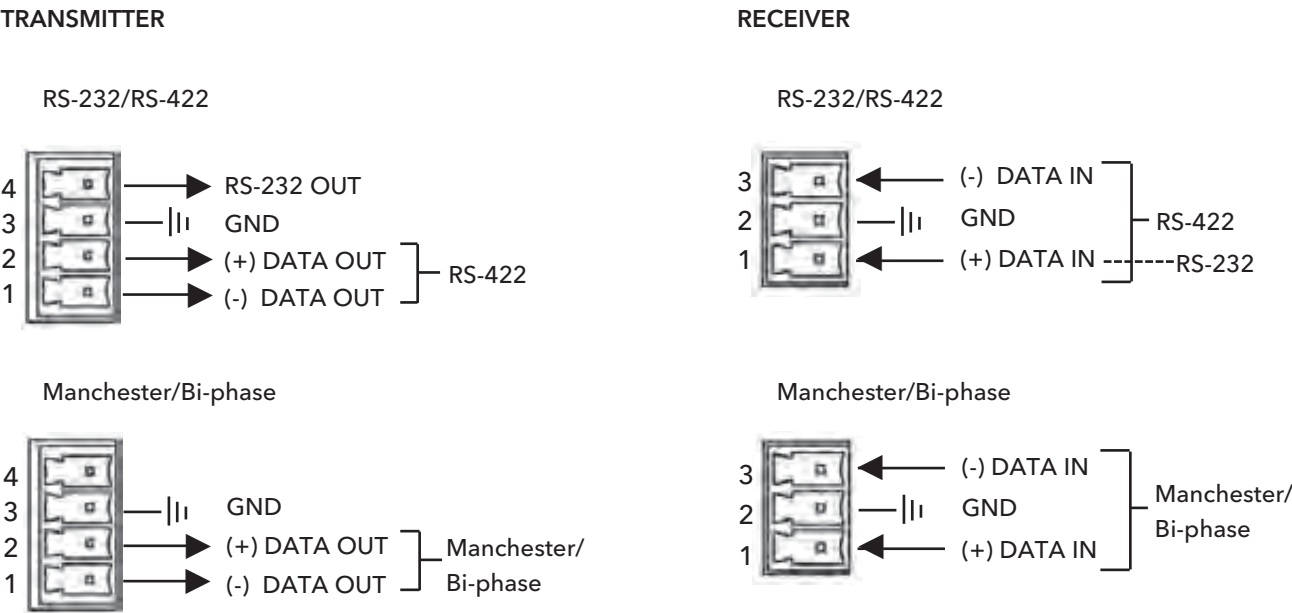 TRANSMITTER
RS-232/RS-422
4 RS-232 OUT
3 GND
2 (+) DATA OUT
1 (-) DATA OUT
RS-422
Manchester/Bi-phase
4
3 GND
2 (+) DATA OUT
1 (-) DATA OUT
Manchester/
Bi-phase
RECEIVER
RS-232/RS-422
3 (-) DATA IN
2 GND
1 (+) DATA IN
RS-422
RS-232
Manchester/Bi-phase
3 (-) DATA IN
2 GND
1 (+) DATA IN
Manchester/
Bi-phase